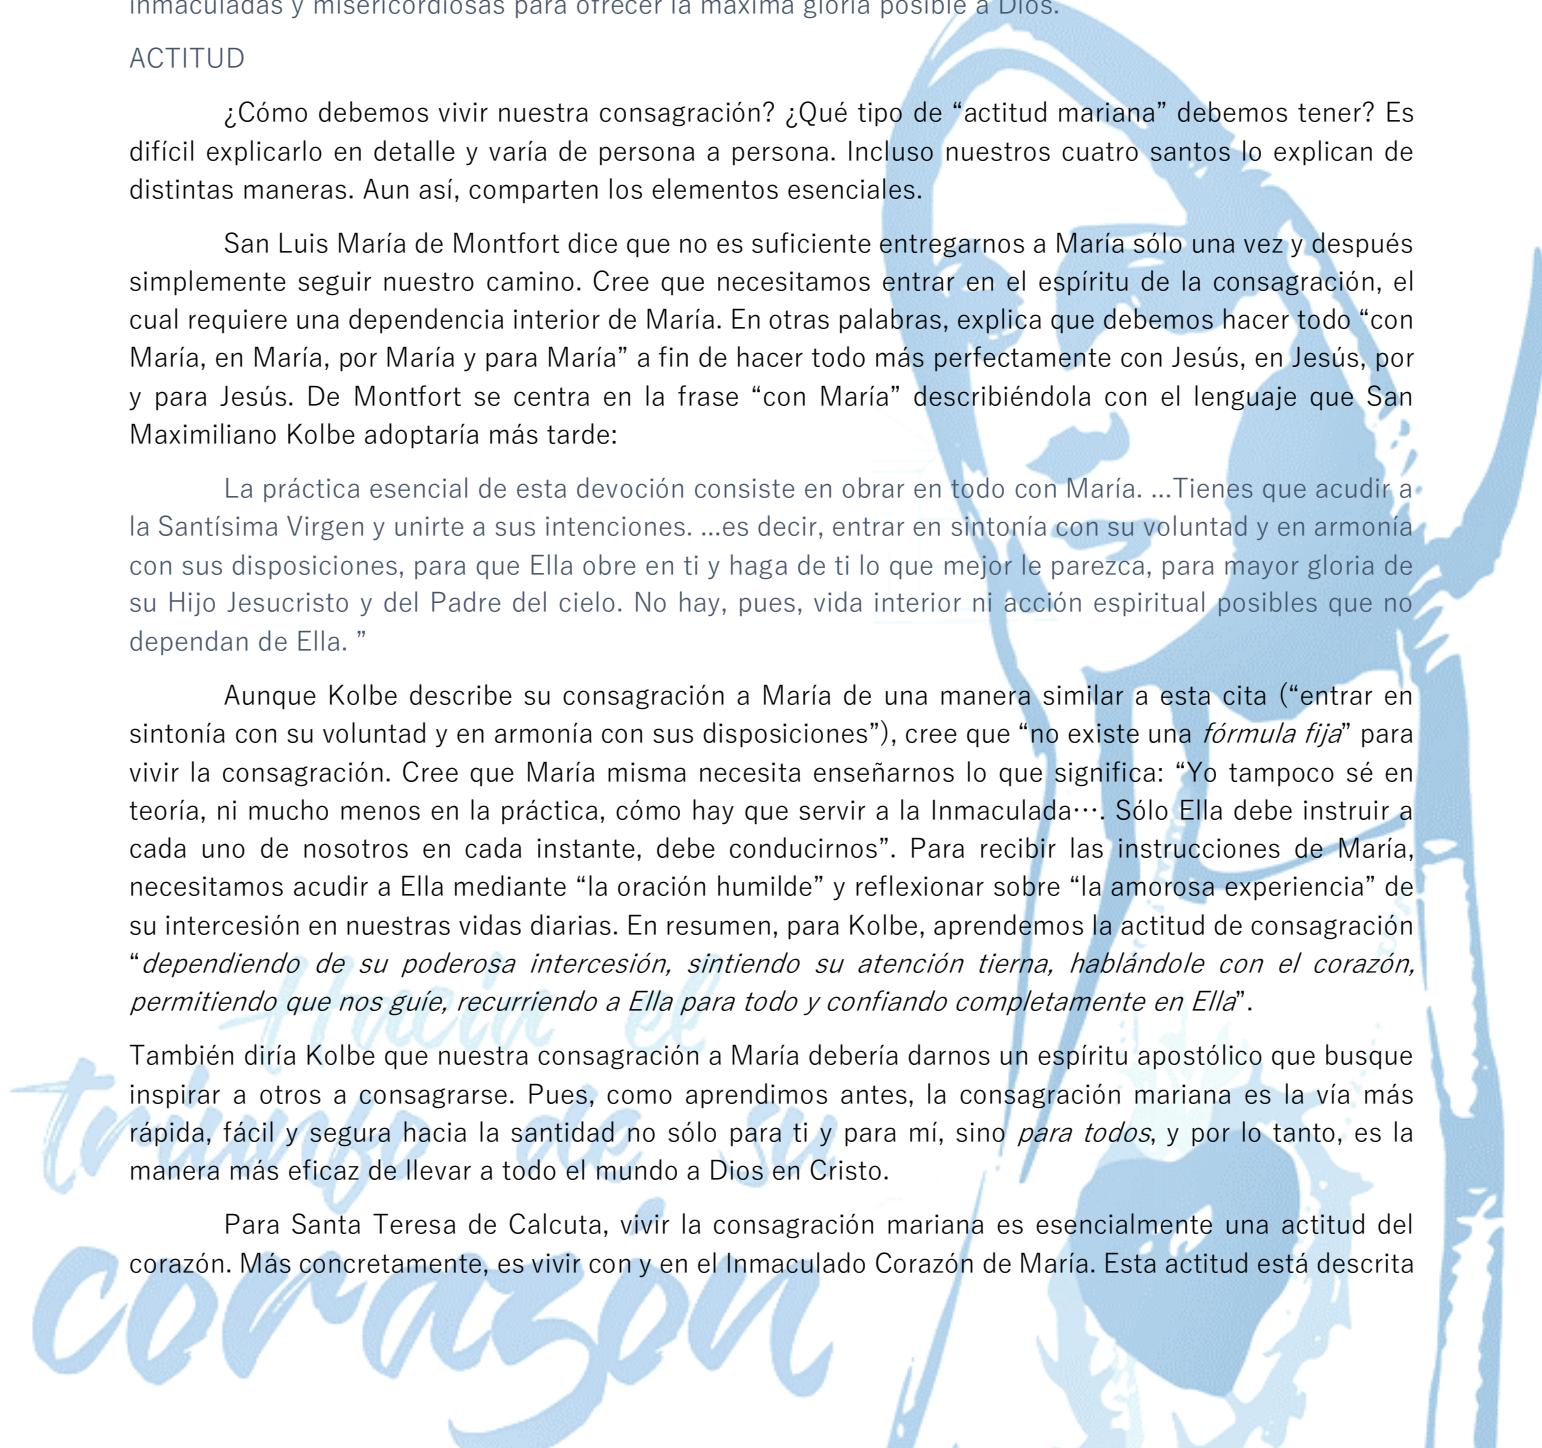 inmaculadas y misericordiosas para ofrecer la máxima gloria posible a Dios.
ACTITUD
¿Cómo debemos vivir nuestra consagración? ¿Qué tipo de “actitud mariana” debemos tener? Es
difícil explicarlo en detalle y varía de persona a persona. Incluso nuestros cuatro santos lo explican de
distintas maneras. Aun así, comparten los elementos esenciales.
San Luis María de Montfort dice que no es suficiente entregarnos a María sólo una vez y después
simplemente seguir nuestro camino. Cree que necesitamos entrar en el espíritu de la consagración, el
cual requiere una dependencia interior de María. En otras palabras, explica que debemos hacer todo “con
María, en María, por María y para María” a fin de hacer todo más perfectamente con Jesús, en Jesús, por
y para Jesús. De Montfort se centra en la frase “con María” describiéndola con el lenguaje que San
Maximiliano Kolbe adoptaría más tarde:
La práctica esencial de esta devoción consiste en obrar en todo con María. ...Tienes que acudir a
la Santísima Virgen y unirte a sus intenciones. ...es decir, entrar en sintonía con su voluntad y en armonía
con sus disposiciones, para que Ella obre en ti y haga de ti lo que mejor le parezca, para mayor gloria de
su Hijo Jesucristo y del Padre del cielo. No hay, pues, vida interior ni acción espiritual posibles que no
dependan de Ella. ”
Aunque Kolbe describe su consagración a María de una manera similar a esta cita (“entrar en
sintonía con su voluntad y en armonía con sus disposiciones”), cree que “no existe una fórmula fija” para
vivir la consagración. Cree que María misma necesita enseñarnos lo que significa: “Yo tampoco sé en
teoría, ni mucho menos en la práctica, cómo hay que servir a la Inmaculada…. Sólo Ella debe instruir a
cada uno de nosotros en cada instante, debe conducirnos”. Para recibir las instrucciones de María,
necesitamos acudir a Ella mediante “la oración humilde” y reflexionar sobre “la amorosa experiencia” de
su intercesión en nuestras vidas diarias. En resumen, para Kolbe, aprendemos la actitud de consagración
“dependiendo de su poderosa intercesión, sintiendo su atención tierna, hablándole con el corazón,
permitiendo que nos guíe, recurriendo a Ella para todo y confiando completamente en Ella”.
También diría Kolbe que nuestra consagración a María debería darnos un espíritu apostólico que busque
inspirar a otros a consagrarse. Pues, como aprendimos antes, la consagración mariana es la vía más
rápida, fácil y segura hacia la santidad no sólo para ti y para mí, sino para todos, y por lo tanto, es la
manera más eficaz de llevar a todo el mundo a Dios en Cristo.
Para Santa Teresa de Calcuta, vivir la consagración mariana es esencialmente una actitud del
corazón. Más concretamente, es vivir con y en el Inmaculado Corazón de María. Esta actitud está descrita
Hacia el
triunfo de su
corazón